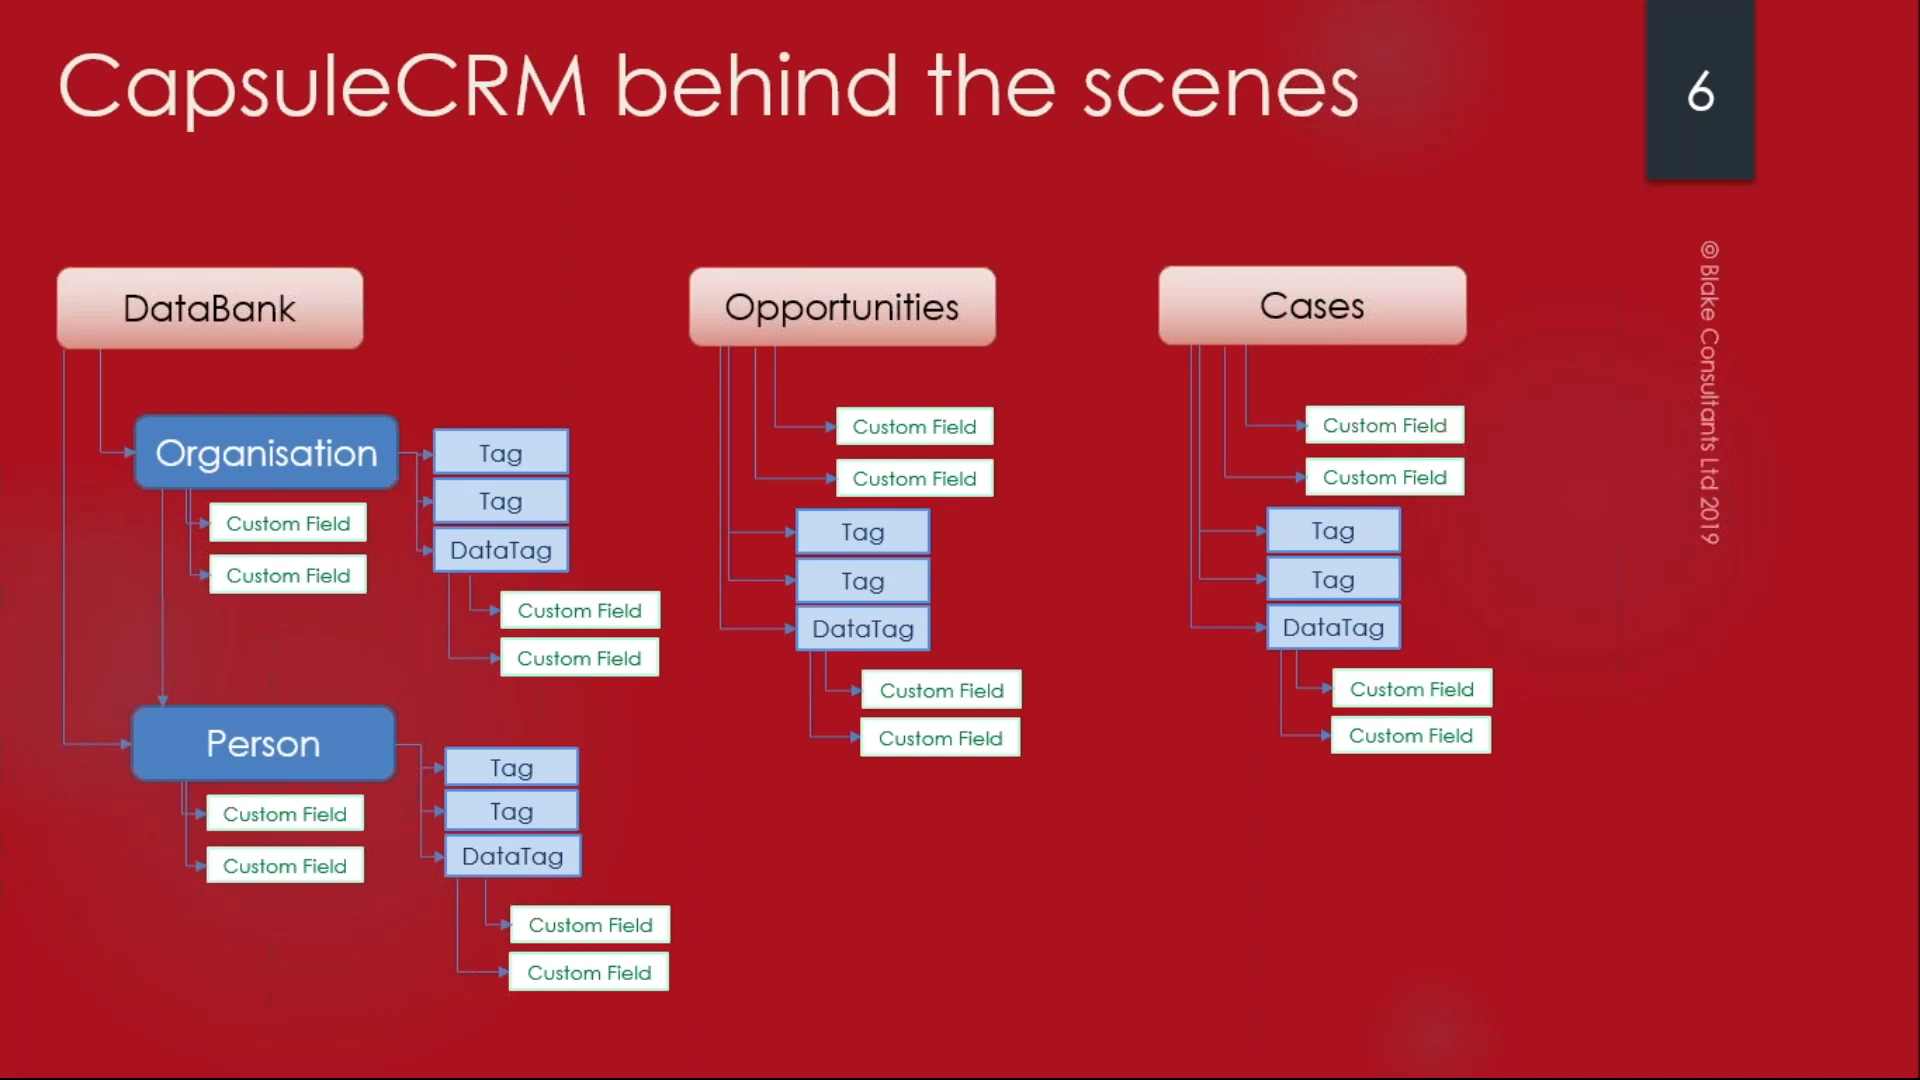 CapsuleCRM behind the scenes
6
© Blake Consultants Ltd 2019
DataBank
Organisation
Custom Field
Custom Field
Tag
Tag
DataTag
Custom Field
Custom Field
Person
Custom Field
Custom Field
Tag
Tag
DataTag
Custom Field
Custom Field
Opportunities
Custom Field
Custom Field
Tag
Tag
DataTag
Custom Field
Custom Field
Cases
Custom Field
Custom Field
Tag
Tag
DataTag
Custom Field
Custom Field